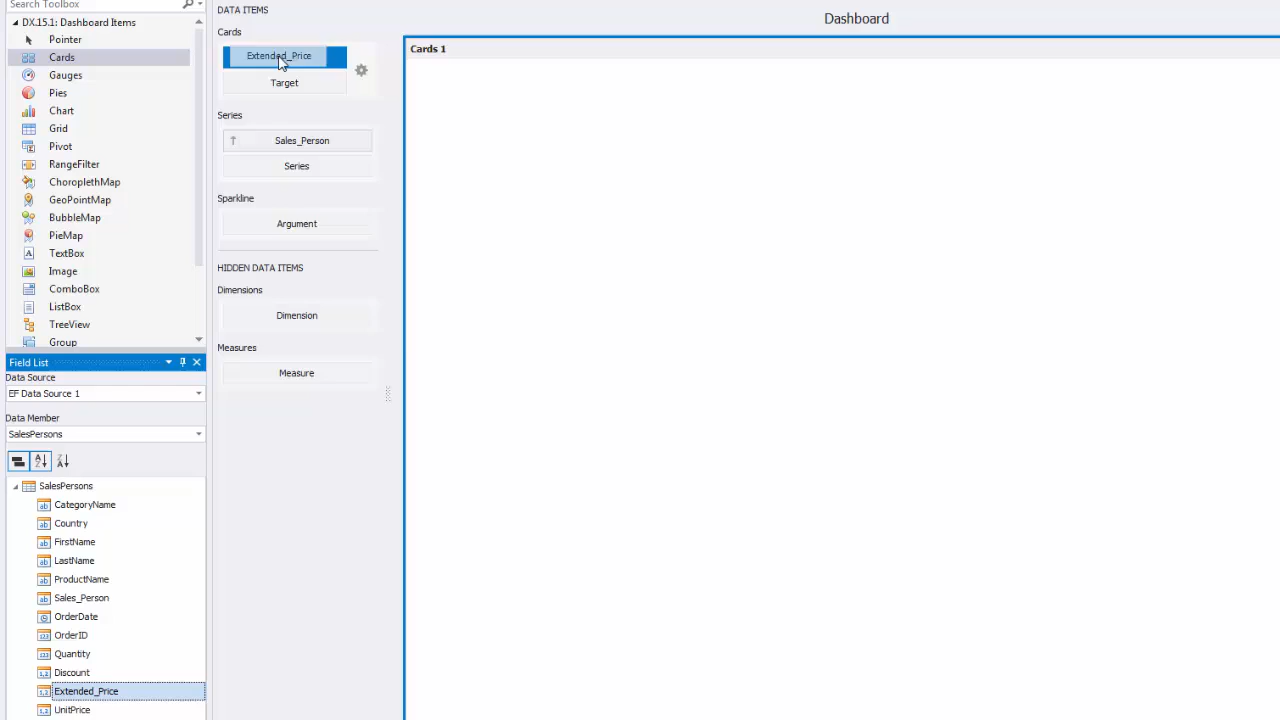 Search Toolbox
DX.15.1: Dashboard Items
Pointer
Cards
Gauges
Pies
Chart
Grid
Pivot
RangeFilter
ChoroplethMap
GeoPointMap
BubbleMap
PieMap
TextBox
Image
ComboBox
ListBox
TreeView
Group
Field List
Data Source
EF Data Source 1
Data Member
SalesPersons
SalesPersons
CategoryName
Country
FirstName
LastName
ProductName
Sales_Person
OrderDate
OrderID
Quantity
Discount
Extended_Price
UnitPrice
DATA ITEMS
Cards
Extended_Price
Target
Series
Sales_Person
Series
Sparkline
Argument
HIDDEN DATA ITEMS
Dimensions
Dimension
Measures
Measure
Dashboard
Cards 1